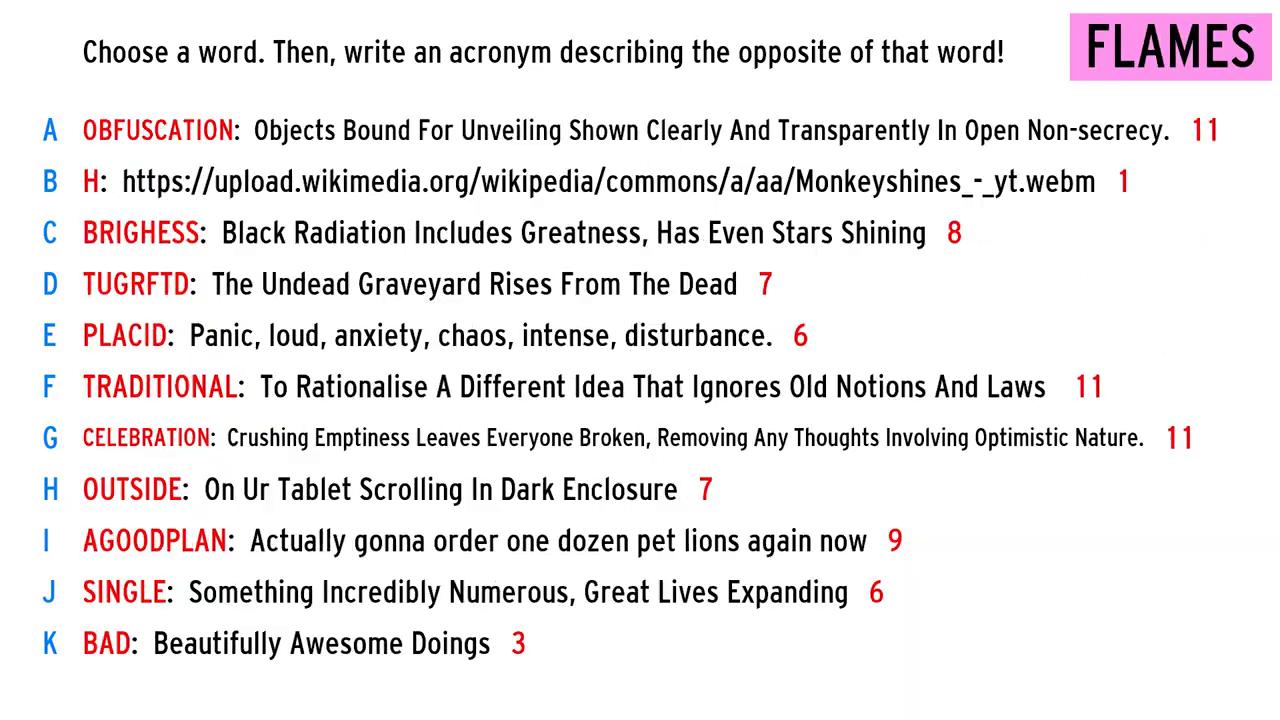 Choose a word. Then, write an acronym describing the opposite of that word!
FLAMES
A OBFUSCATION: Objects Bound For Unveiling Shown Clearly And Transparently In Open Non-secrecy. 11
B H: https://upload.wikimedia.org/wikipedia/commons/a/aa/Monkeyshines_-_yt.webm 1
C BRIGHESS: Black Radiation Includes Greatness, Has Even Stars Shining 8
D TUGRFTD: The Undead Graveyard Rises From The Dead 7
E PLACID: Panic, loud, anxiety, chaos, intense, disturbance. 6
F TRADITIONAL: To Rationalise A Different Idea That Ignores Old Notions And Laws 11
G CELEBRATION: Crushing Emptiness Leaves Everyone Broken, Removing Any Thoughts Involving Optimistic Nature. 11
H OUTSIDE: On Ur Tablet Scrolling In Dark Enclosure 7
I AGOODPLAN: Actually gonna order one dozen pet lions again now 9
J SINGLE: Something Incredibly Numerous, Great Lives Expanding 6
K BAD: Beautifully Awesome Doings 3